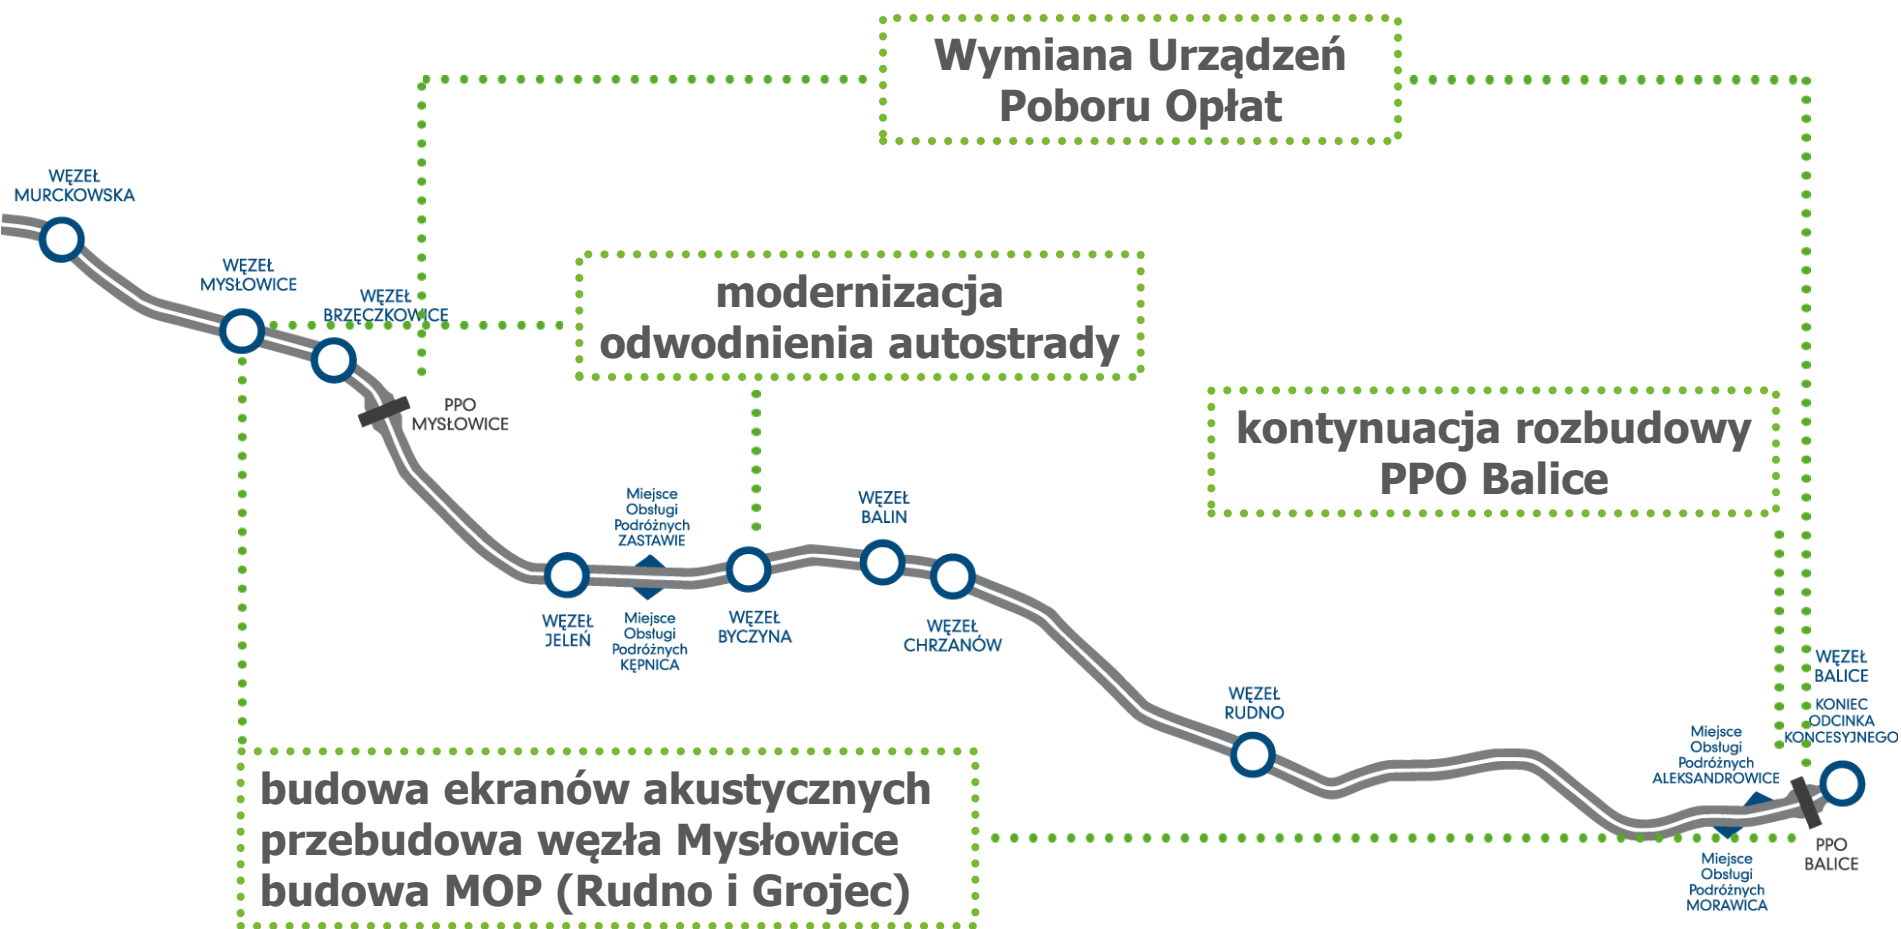 Wymiana Urządzeń
Poboru Opłat
WĘZEŁ
MURCKOWSKA
WĘZEŁ
MYSŁOWICE
WĘZEŁ
BRZĘCZKOWICE
modernizacja
odwodnienia autostrady
PPO
MYSŁOWICE
kontynuacja rozbudowy
PPO Balice
Miejsce
Obsługi
Podróżnych
ZASTAWIE
WĘZEŁ
BALIN
WĘZEŁ
JELEŃ
Miejsce
Obsługi
Podróżnych
KĘPNICA
WĘZEŁ
BYCZYNA
WĘZEŁ
CHRZANÓW
WĘZEŁ
RUDNO
WĘZEŁ
BALICE
KONIEC
ODCINKA
KONCESYJNEGO
Miejsce
Obsługi
Podróżnych
ALEKSANDROWICE
budowa ekranów akustycznych
przebudowa węzła Mysłowice
budowa MOP (Rudno i Grojec)
PPO
BALICE
Miejsce
Obsługi
Podróżnych
MORAWICA